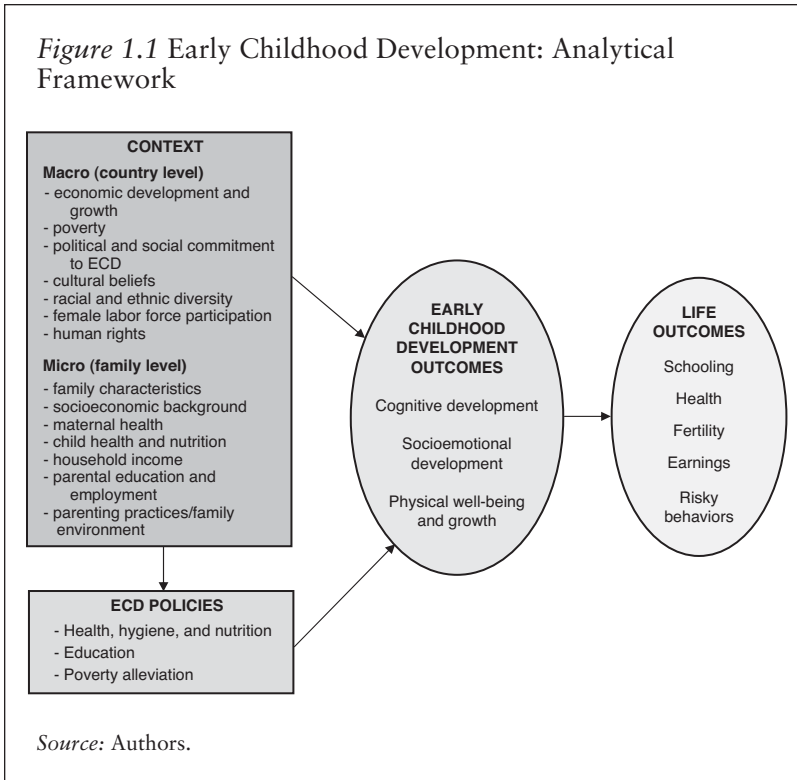 Figure 1.1 Early Childhood Development: Analytical
Framework
CONTEXT
Macro (country level)
- economic development and
growth
- poverty
- political and social commitment
to ECD
- cultural beliefs
- racial and ethnic diversity
- female labor force participation
- human rights
Micro (family level)
- family characteristics
- socioeconomic background
- maternal health
- child health and nutrition
- household income
- parental education and
employment
- parenting practices/family
environment
ECD POLICIES
- Health, hygiene, and nutrition
- Education
- Poverty alleviation
EARLY
CHILDHOOD
DEVELOPMENT
OUTCOMES
Cognitive development
Socioemotional
development
Physical well-being
and growth
LIFE
OUTCOMES
Schooling
Health
Fertility
Earnings
Risky
behaviors
Source: Authors.